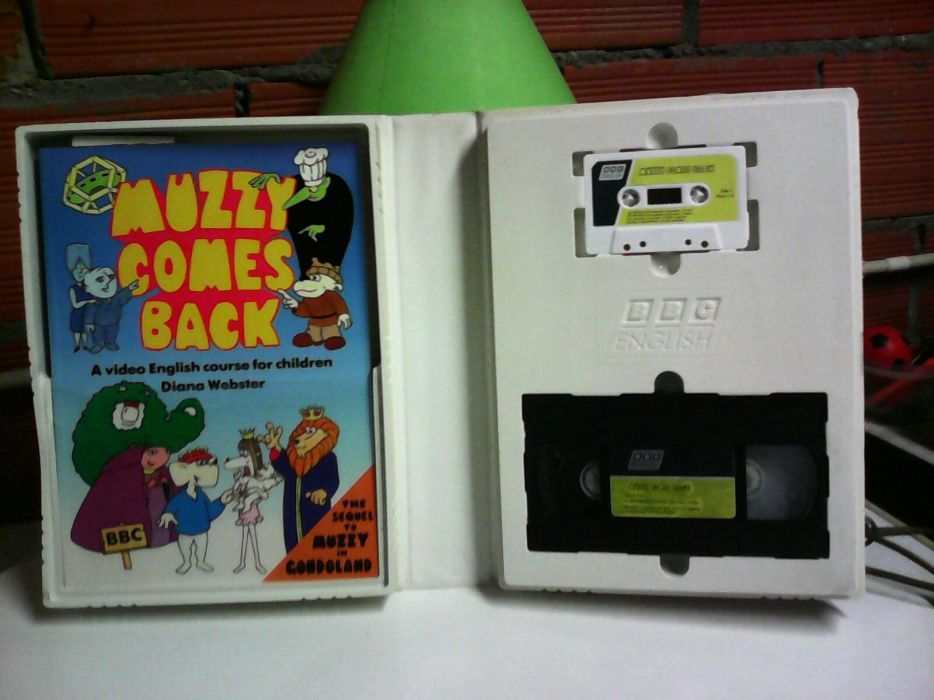 MUZZY
COMES
BACK
A video English course for children
Diana Webster
BBC
THE
SEQUEL
TO
MUZZY
IN
GONDOLAND
BBC
MUZZY COMES BACK
BBC
ENGLISH
BBC